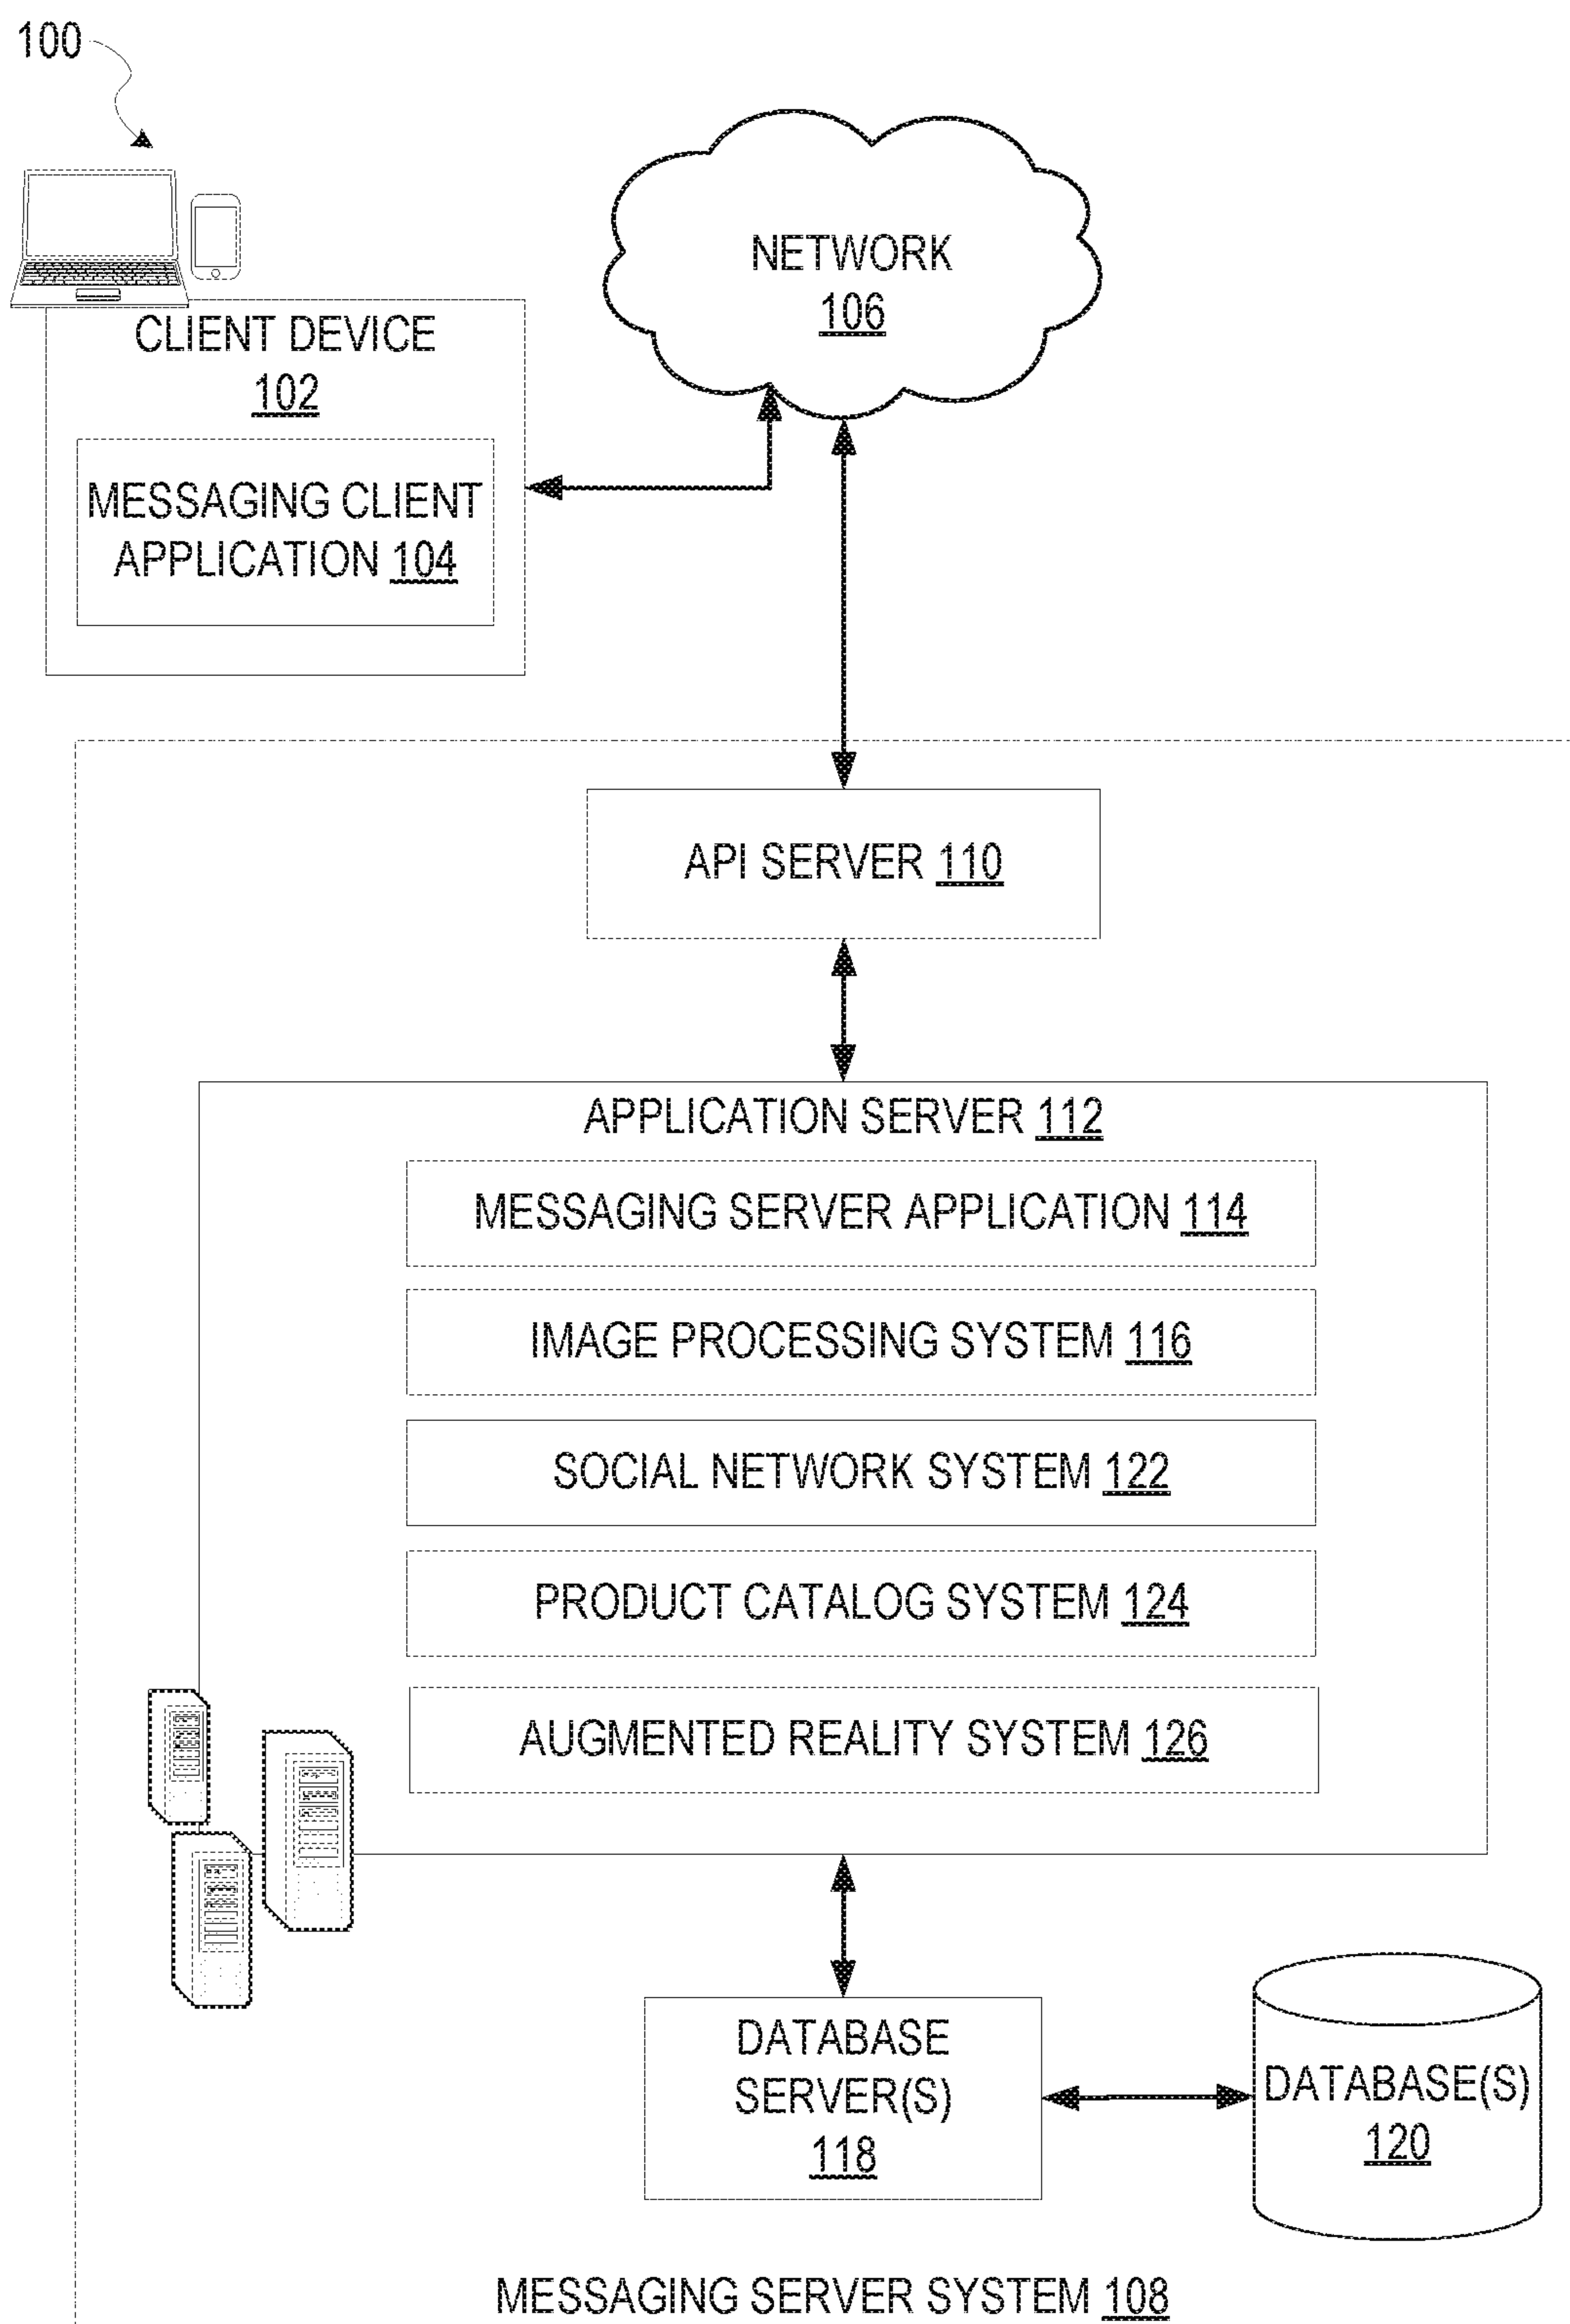 100
NETWORK
106
CLIENT DEVICE
102
MESSAGING CLIENT
APPLICATION 104
API SERVER 110
APPLICATION SERVER 112
MESSAGING SERVER APPLICATION 114
IMAGE PROCESSING SYSTEM 116
SOCIAL NETWORK SYSTEM 122
PRODUCT CATALOG SYSTEM 124
AUGMENTED REALITY SYSTEM 126
DATABASE
SERVER(S)
118
DATABASE(S)
120
MESSAGING SERVER SYSTEM 108